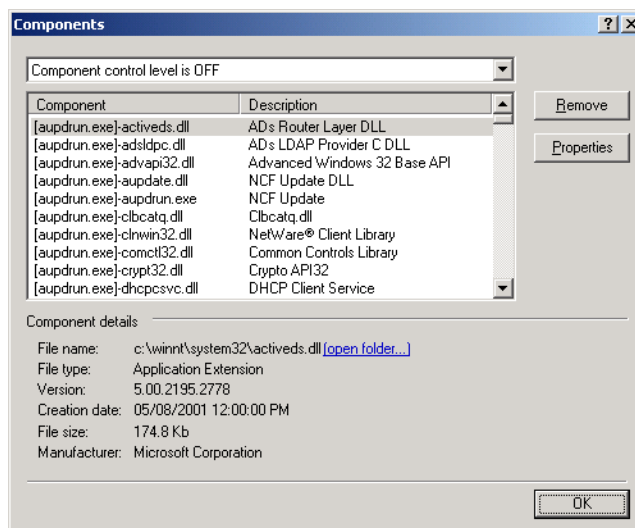 Components
Component control level is OFF
Component Description
[aupdrun.exe]-activeds.dll ADs Router Layer DLL
[aupdrun.exe]-adsldpc.dll ADs LDAP Provider C DLL
[aupdrun.exe]-advapi32.dll Advanced Windows 32 Base API
[aupdrun.exe]-aupdate.dll NCF Update DLL
[aupdrun.exe]-aupdrun.exe NCF Update
[aupdrun.exe]-clbcatq.dll Clbcatq.dll
[aupdrun.exe]-clnwin32.dll NetWare® Client Library
[aupdrun.exe]-comctl32.dll Common Controls Library
[aupdrun.exe]-crypt32.dll Crypto API32
[aupdrun.exe]-dhcpcsvc.dll DHCP Client Service
Remove
Properties
Component details
File name: c:\winnt\system32\activeds.dll (open folder...)
File type: Application Extension
Version: 5.00.2195.2778
Creation date: 05/08/2001 12:00:00 PM
File size: 174.8 Kb
Manufacturer: Microsoft Corporation
OK